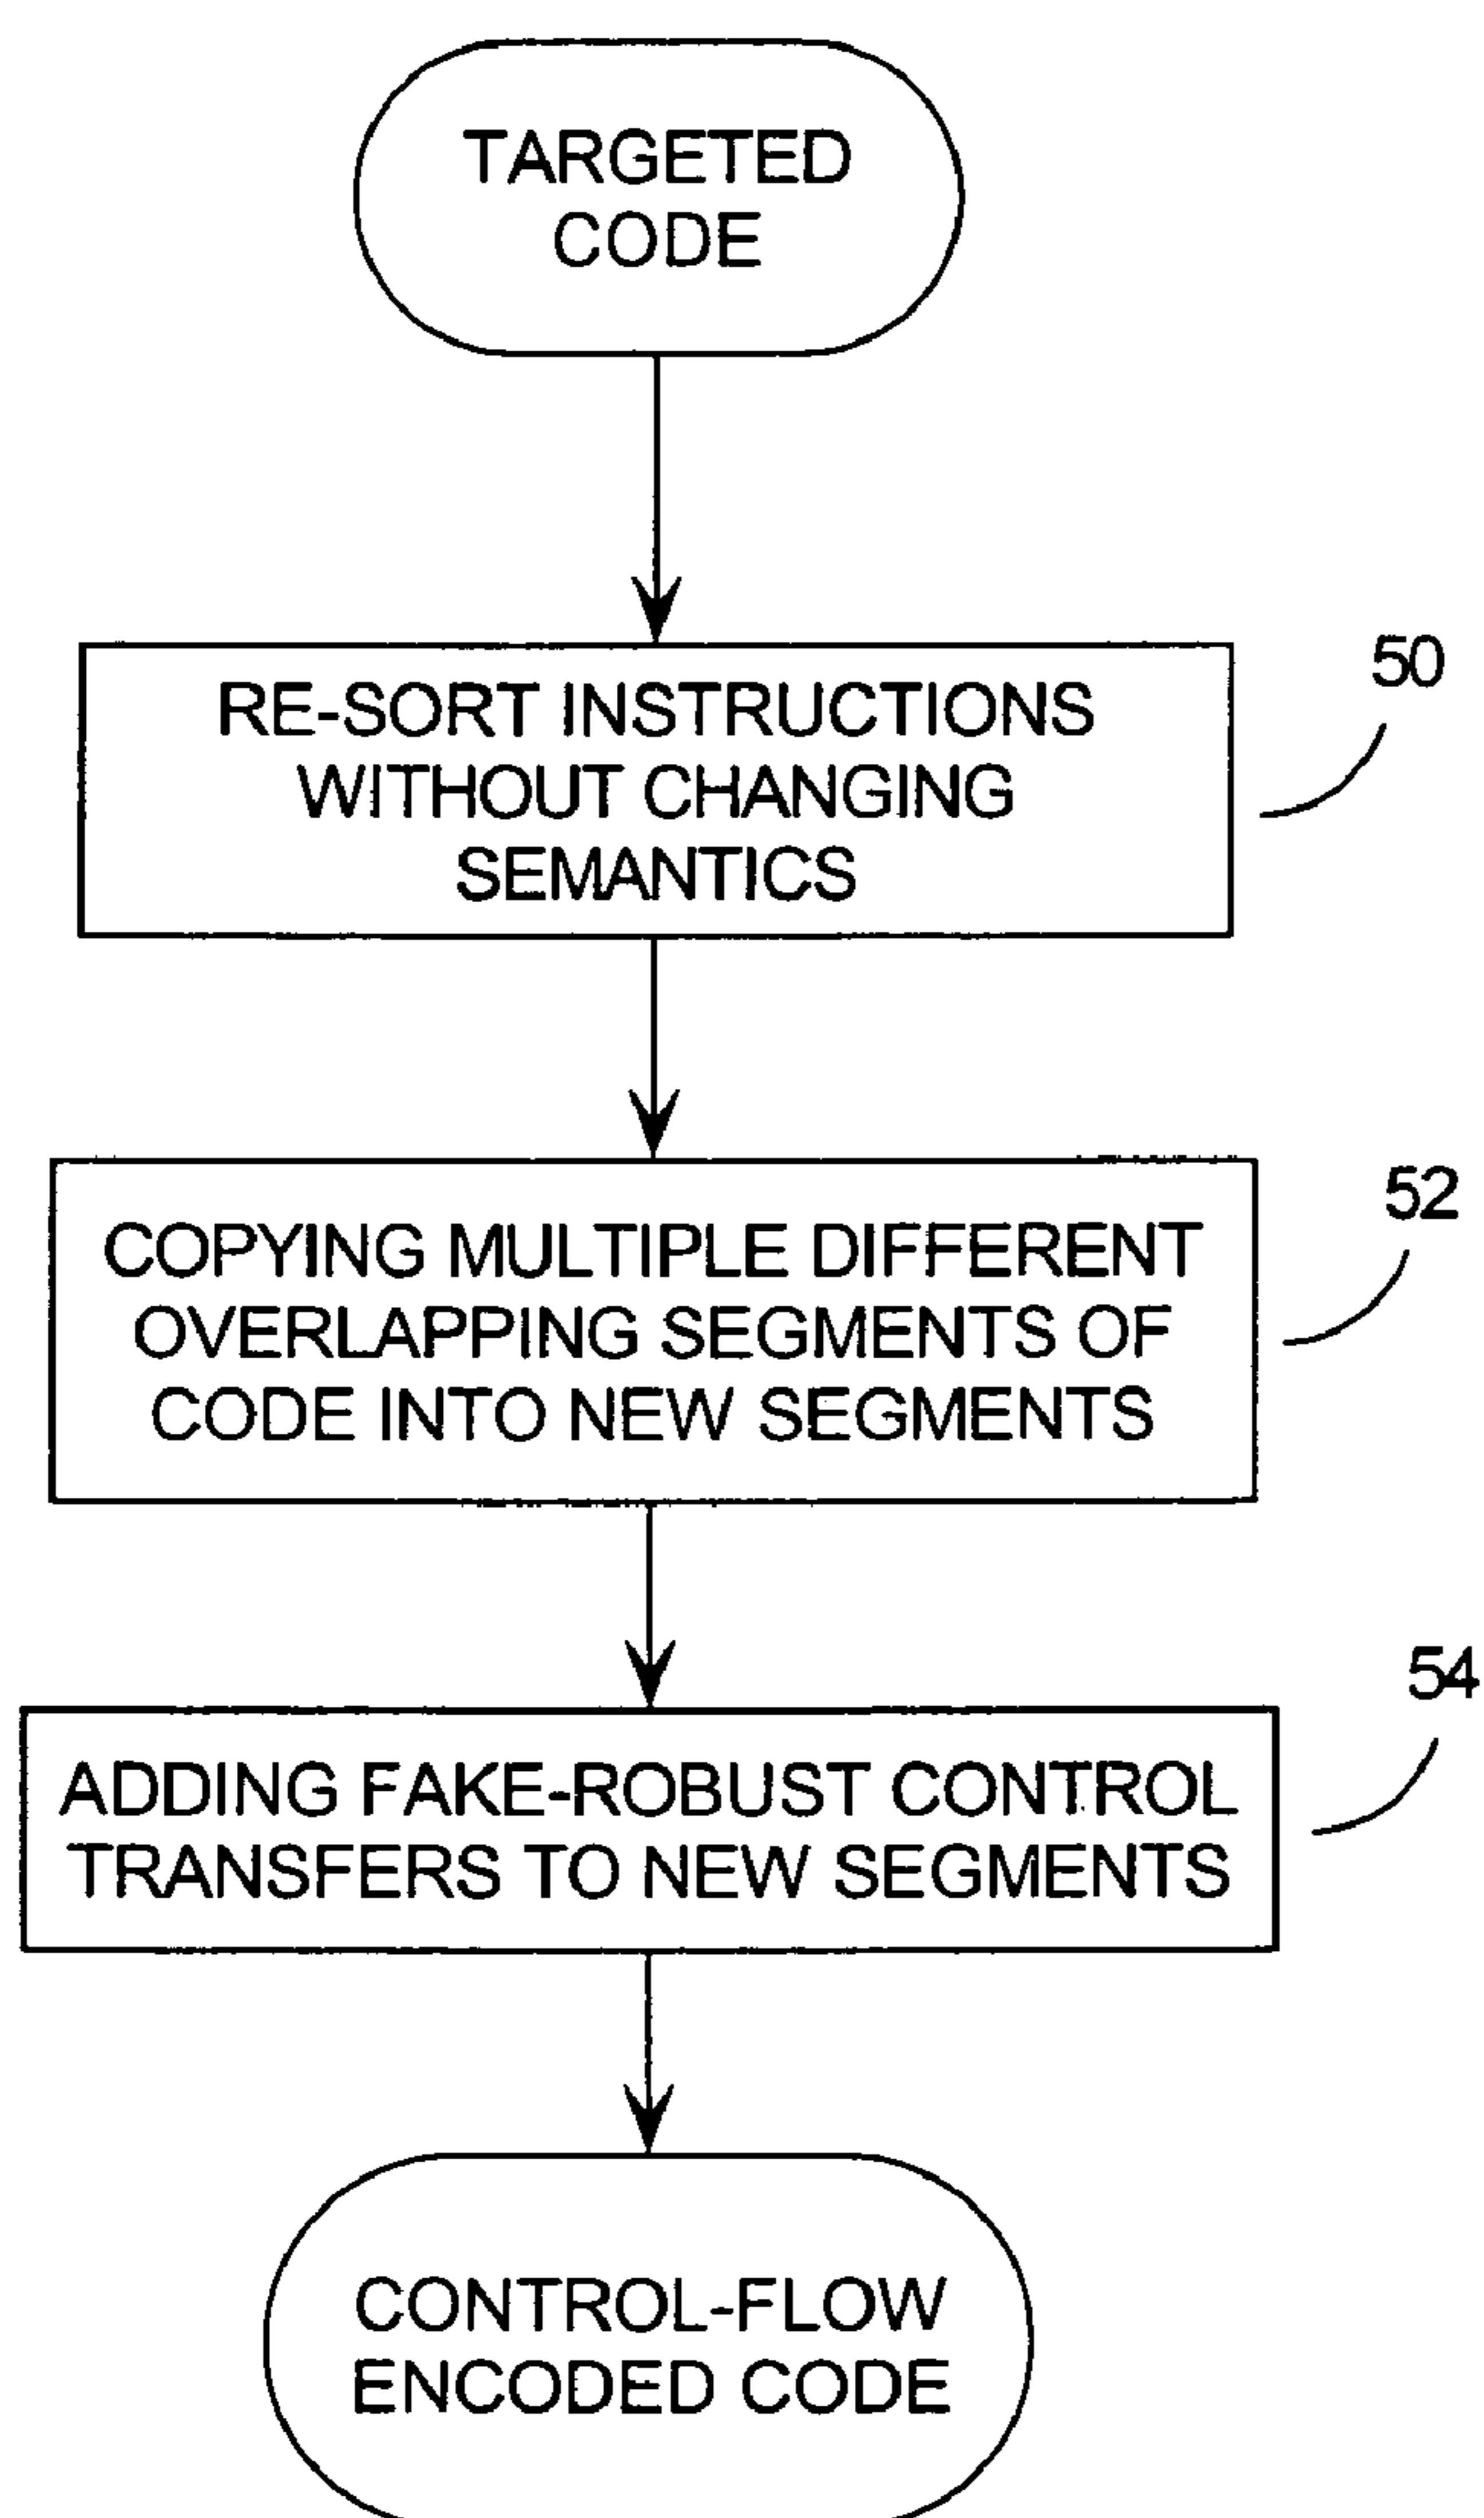 TARGETED
CODE
RE-SORT INSTRUCTIONS
WITHOUT CHANGING
SEMANTICS
50
COPYING MULTIPLE DIFFERENT
OVERLAPPING SEGMENTS OF
CODE INTO NEW SEGMENTS
52
ADDING FAKE-ROBUST CONTROL
TRANSFERS TO NEW SEGMENTS
54
CONTROL-FLOW
ENCODED CODE